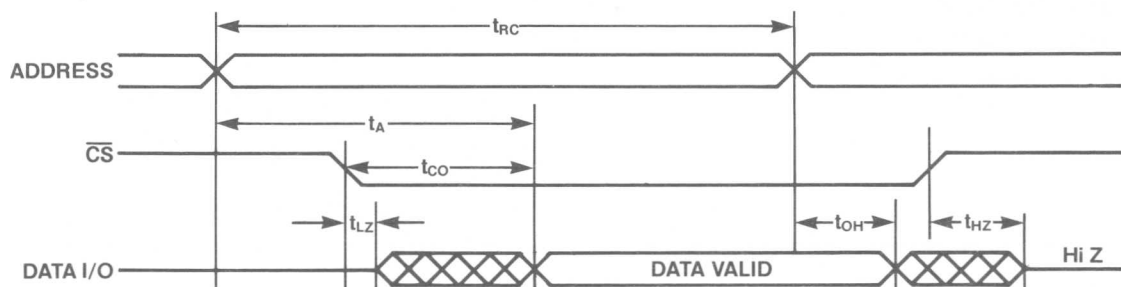 tRC
ADDRESS
tA
CS
tCO
tLZ
tOH
tHZ
DATA I/O
DATA VALID
Hi Z